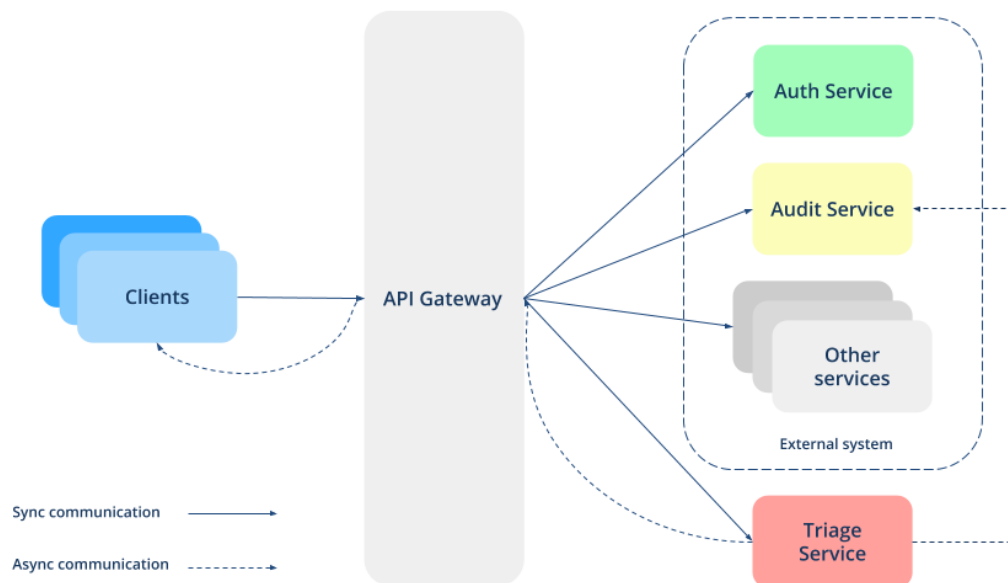 Auth Service
Audit Service
Clients
API Gateway
Other
services
External system
Sync communication
Triage
Service
Async communication